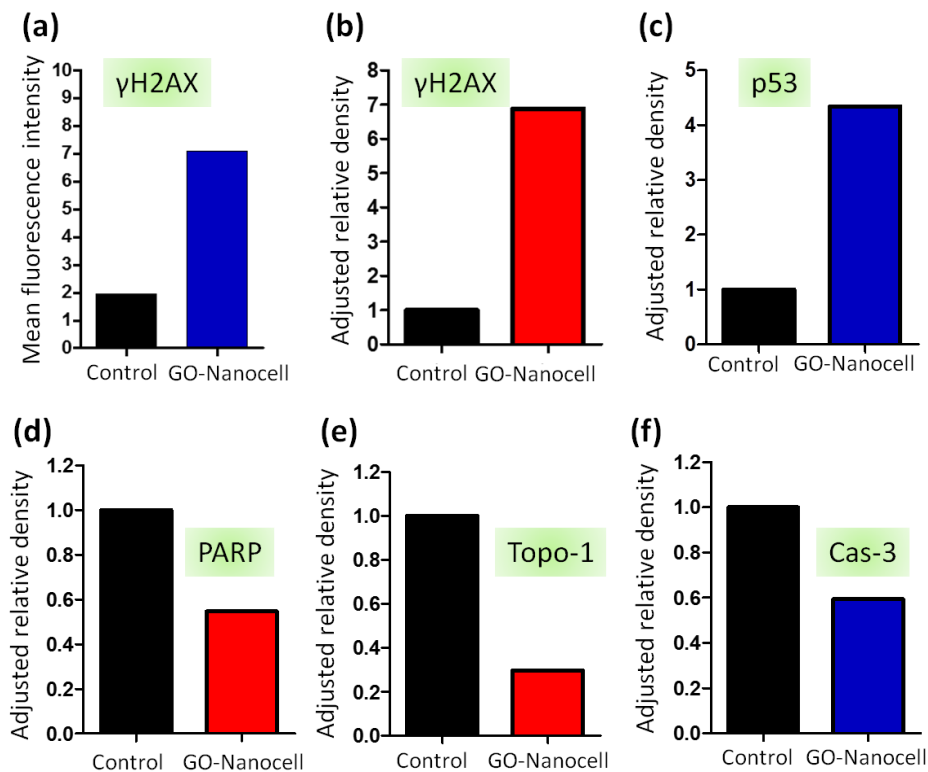 (a)
γH2AX
Mean fluorescence intensity
10
9
8
7
6
5
4
3
2
1
0
Control GO-Nanocell
(b)
γH2AX
Adjusted relative density
8
7
6
5
4
3
2
1
0
Control GO-Nanocell
(c)
p53
Adjusted relative density
5
4
3
2
1
0
Control GO-Nanocell
(d)
PARP
Adjusted relative density
1.2
1.0
0.8
0.6
0.4
0.2
0.0
Control GO-Nanocell
(e)
Topo-1
Adjusted relative density
1.2
1.0
0.8
0.6
0.4
0.2
0.0
Control GO-Nanocell
(f)
Cas-3
Adjusted relative density
1.2
1.0
0.8
0.6
0.4
0.2
0.0
Control GO-Nanocell